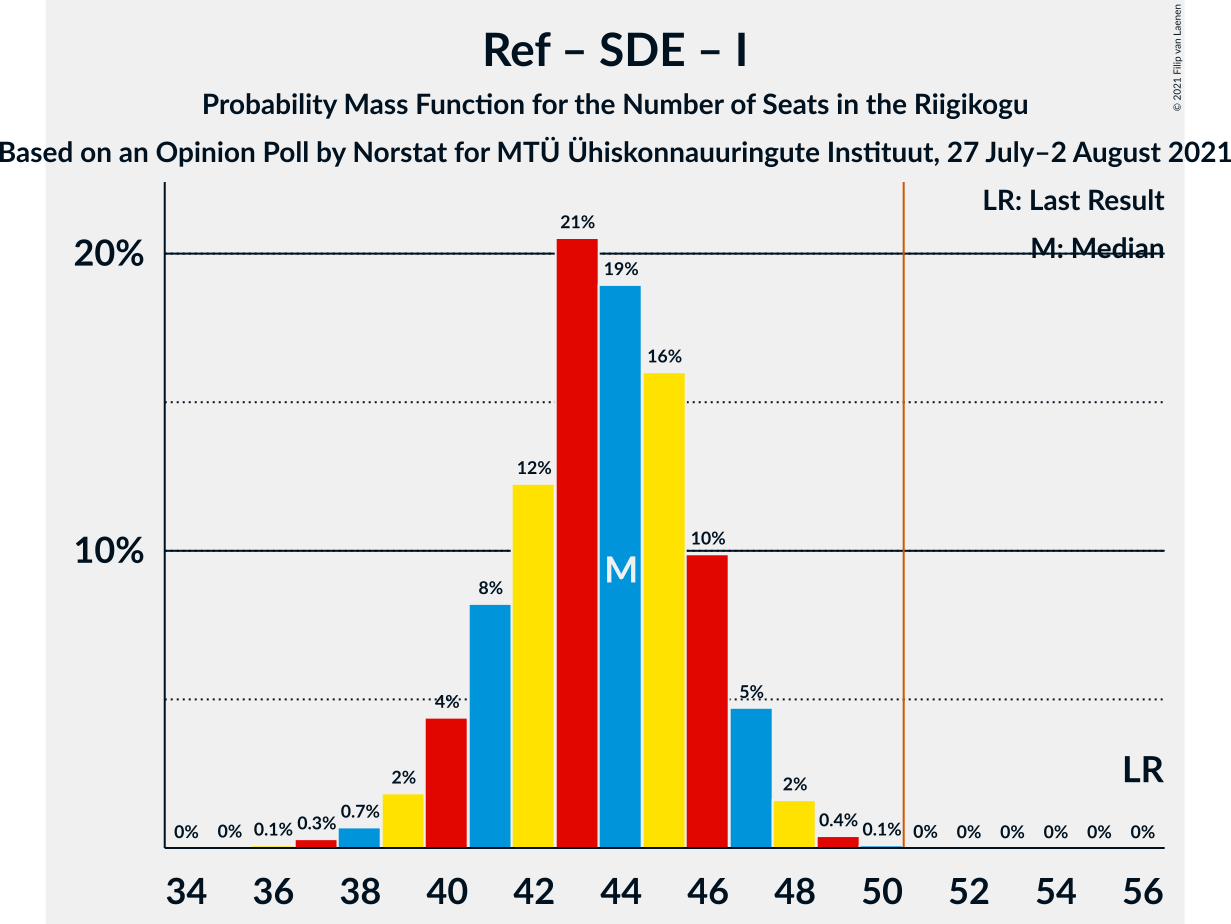 Ref – SDE – I
Probability Mass Function for the Number of Seats in the Riigikogu
Based on an Opinion Poll by Norstat for MTÜ Ühiskonnauuringute Instituut, 27 July–2 August 2021
© 2021 Filip van Laenen
LR: Last Result
M: Median
20%
10%
0% 0% 0.1% 0.3% 0.7% 2% 4% 8% 12% 21% 19% 16% 10% 5% 2% 0.4% 0.1% 0% 0% 0% 0% 0% 0%
M
LR
34 36 38 40 42 44 46 48 50 52 54 56